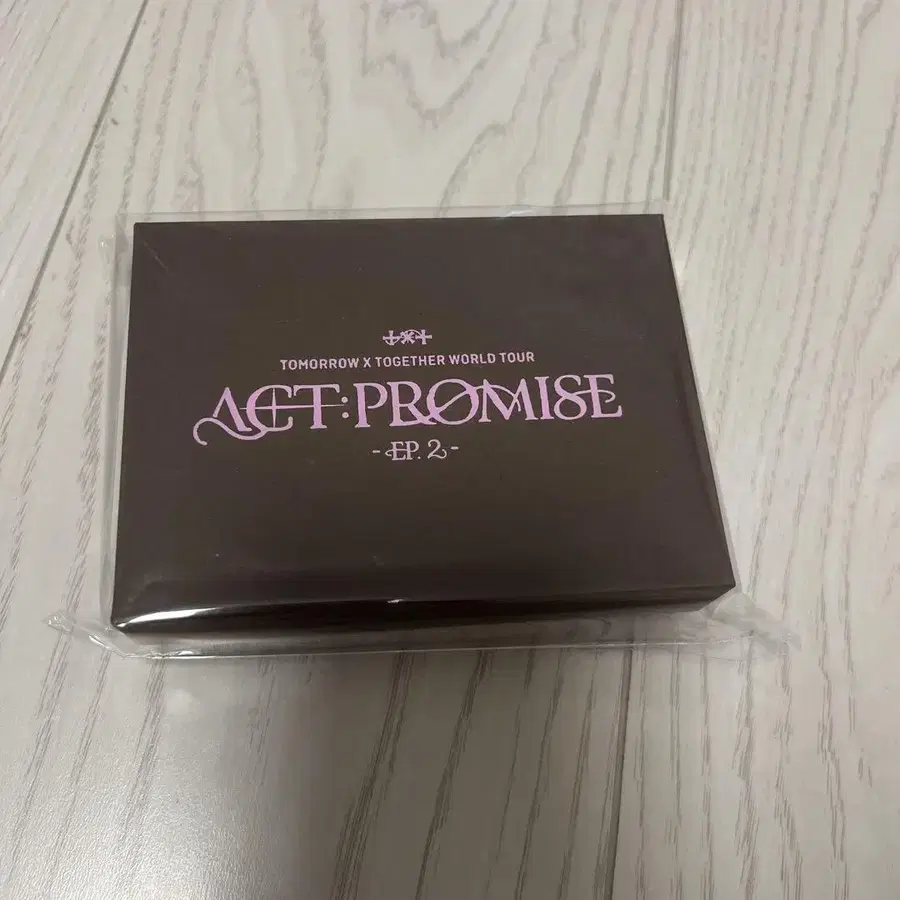 TOMORROW X TOGETHER WORLD TOUR
ACT:PROMISE
-EP. 2-